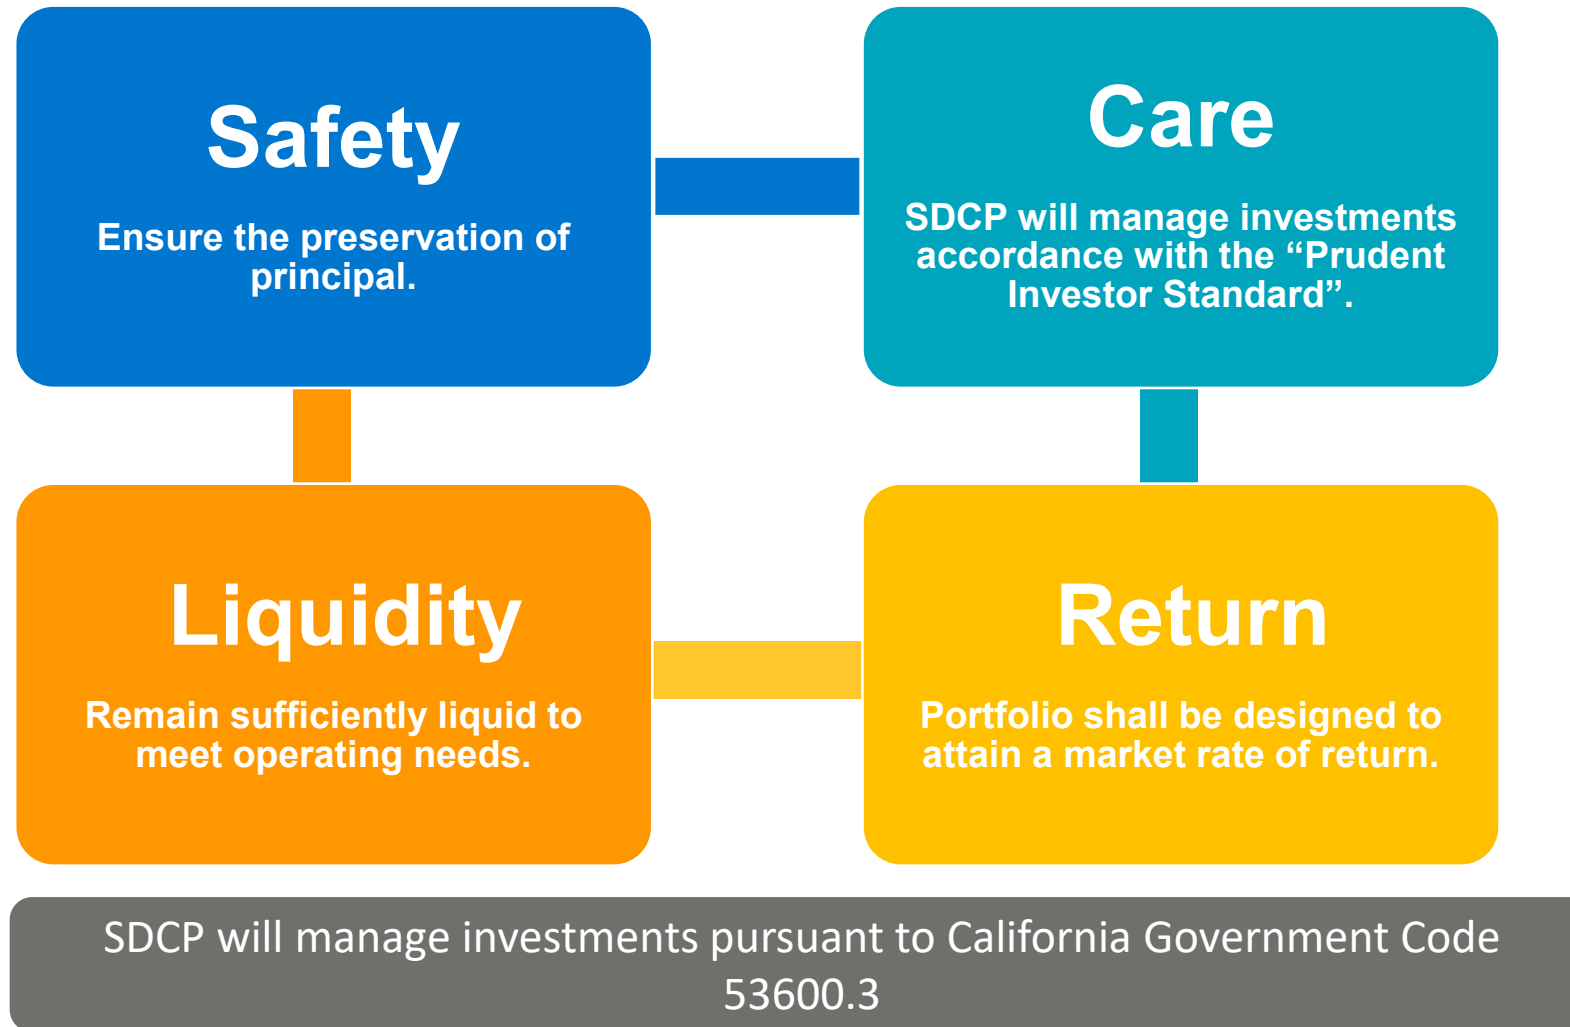 Safety
Ensure the preservation of
principal.
Care
SDCP will manage investments
accordance with the “Prudent
Investor Standard”.
Liquidity
Remain sufficiently liquid to
meet operating needs.
Return
Portfolio shall be designed to
attain a market rate of return.
SDCP will manage investments pursuant to California Government Code
53600.3